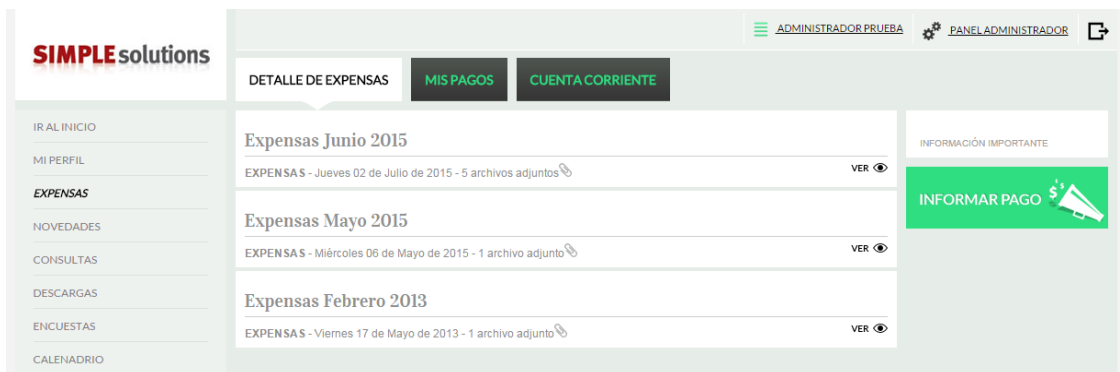 SIMPLE solutions
ADMINISTRADOR PRUEBA
PANEL ADMINISTRADOR
DETALLE DE EXPENSAS
MIS PAGOS
CUENTA CORRIENTE
IR AL INICIO
MI PERFIL
EXPENSAS
NOVEDADES
CONSULTAS
DESCARGAS
ENCUESTAS
CALENADRIO
Expensas Junio 2015
EXPENSAS - Jueves 02 de Julio de 2015 - 5 archivos adjuntos
VER
Expensas Mayo 2015
EXPENSAS - Miércoles 06 de Mayo de 2015 - 1 archivo adjunto
VER
Expensas Febrero 2013
EXPENSAS - Viernes 17 de Mayo de 2013 - 1 archivo adjunto
VER
INFORMACIÓN IMPORTANTE
INFORMAR PAGO